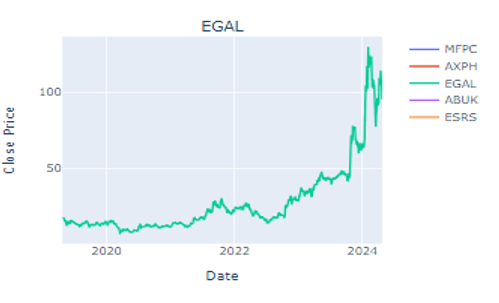 EGAL
Close Price
100
50
2020
2022
2024
Date
MFPC
AXPH
EGAL
ABUK
ESRS